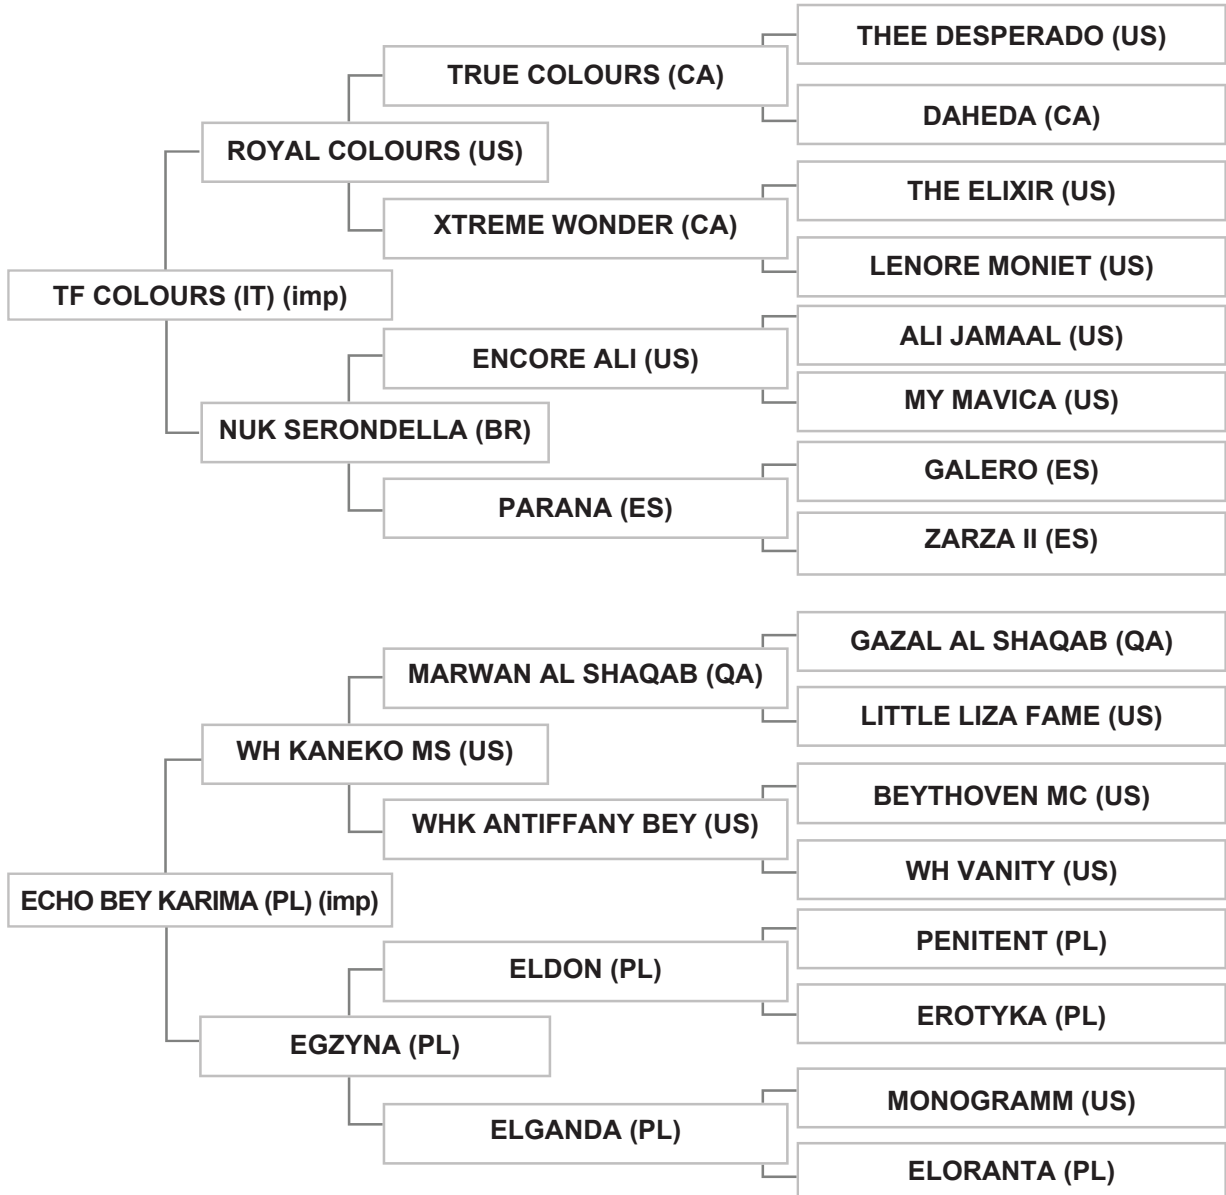 THEE DESPERADO (US)
TRUE COLOURS (CA)
DAHEDA (CA)
ROYAL COLOURS (US)
THE ELIXIR (US)
XTREME WONDER (CA)
LENORE MONIET (US)
TF COLOURS (IT) (imp)
ALI JAMAAL (US)
ENCORE ALI (US)
MY MAVICA (US)
NUK SERONDELLA (BR)
GALERO (ES)
PARANA (ES)
ZARZA II (ES)
GAZAL AL SHAQAB (QA)
MARWAN AL SHAQAB (QA)
LITTLE LIZA FAME (US)
WH KANEKO MS (US)
BEYTHOVEN MC (US)
WHK ANTIFFANY BEY (US)
WH VANITY (US)
ECHO BEY KARIMA (PL) (imp)
PENITENT (PL)
ELDON (PL)
EROTYKA (PL)
EGZYNA (PL)
MONOGRAMM (US)
ELGANDA (PL)
ELORANTA (PL)